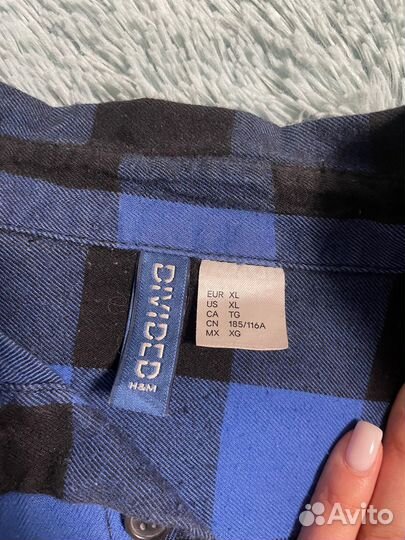 DIVIDED
H&M
EUR XL
US XL
CA TG
CN 185/116A
MX XG
Avito